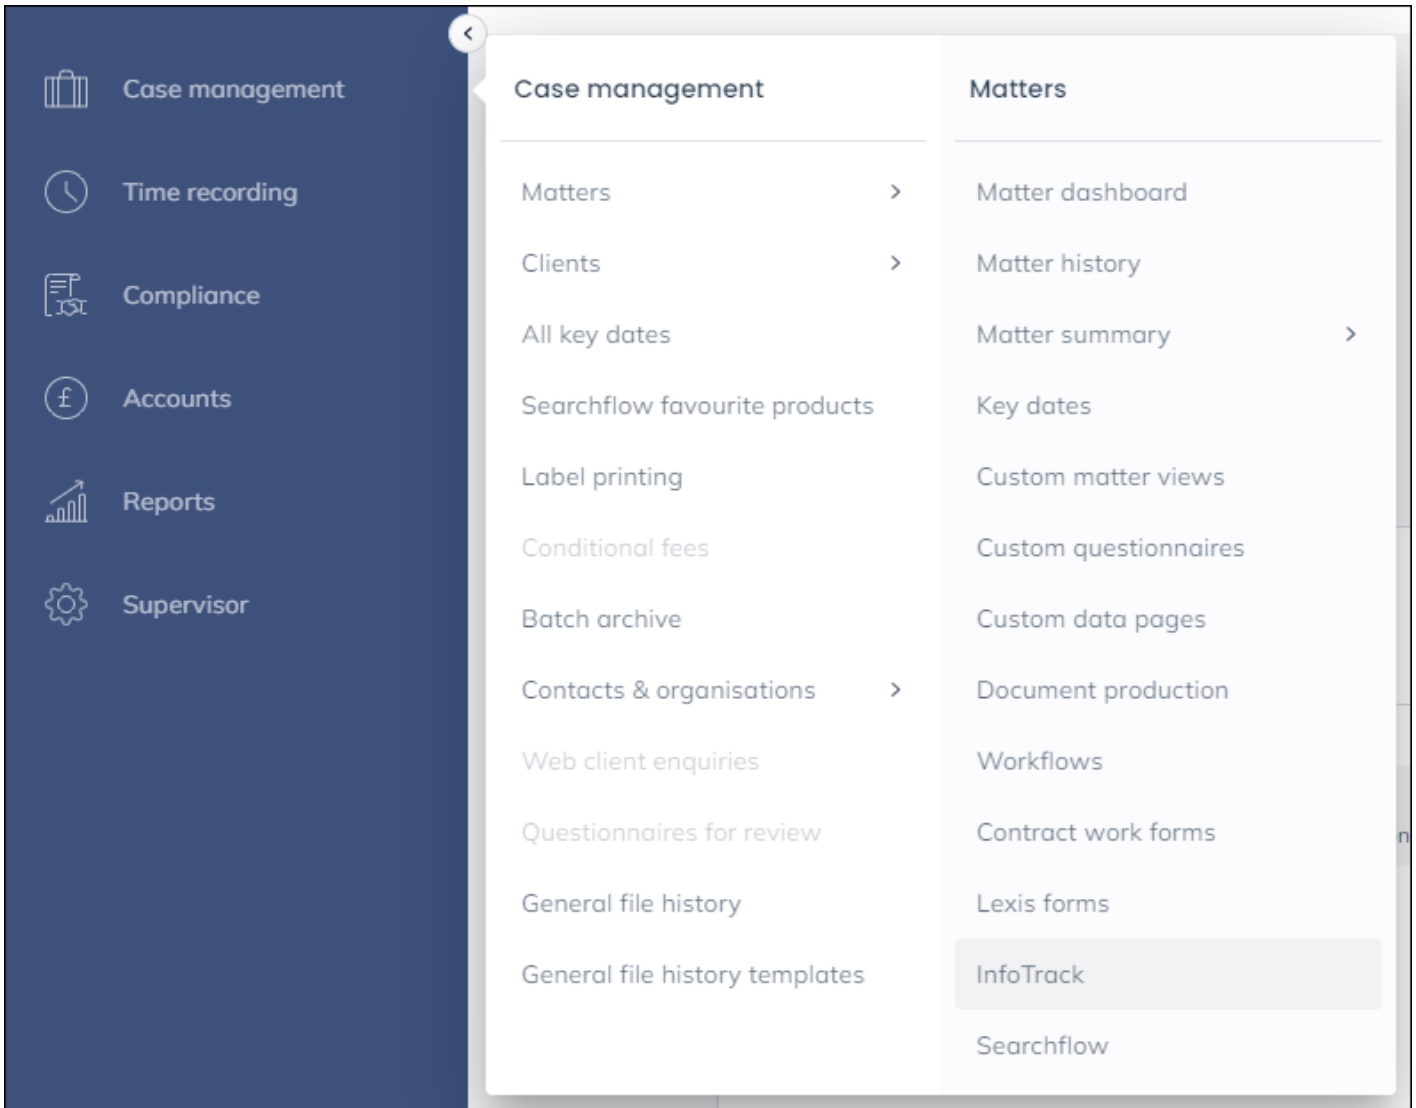 Case management
Time recording
Compliance
Accounts
Reports
Supervisor
Case management
Matters
Clients
All key dates
Searchflow favourite products
Label printing
Conditional fees
Batch archive
Contacts & organisations
Web client enquiries
Questionnaires for review
General file history
General file history templates
Matters
Matter dashboard
Matter history
Matter summary
Key dates
Custom matter views
Custom questionnaires
Custom data pages
Document production
Workflows
Contract work forms
Lexis forms
InfoTrack
Searchflow